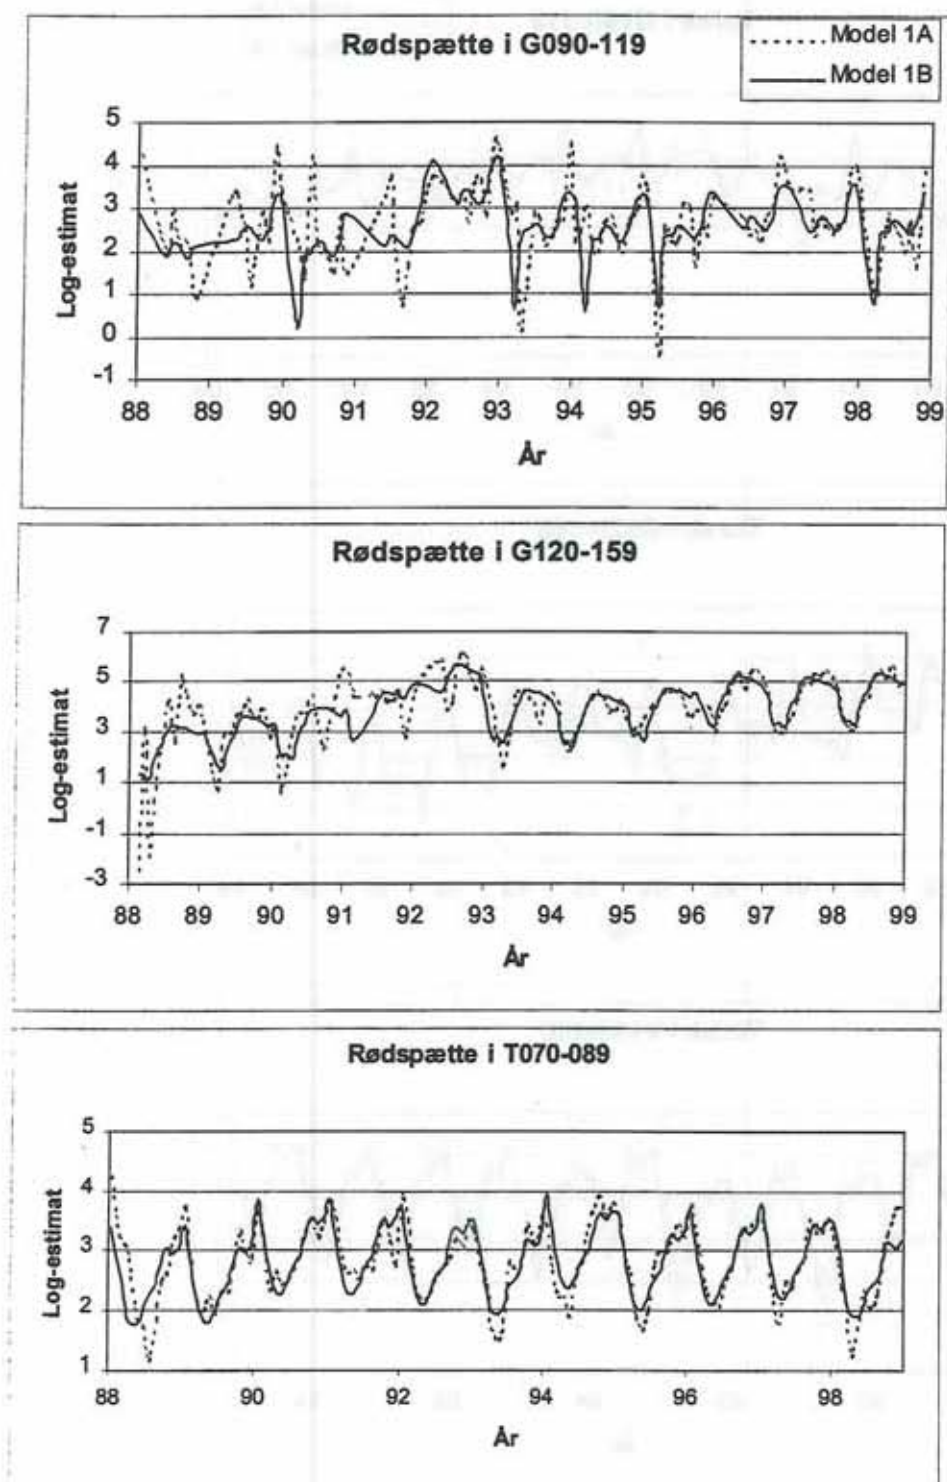 Rødspætte i G090-119
Model 1A
Model 1B
Log-estimat
5
4
3
2
1
0
-1
88 89 90 91 92 93 94 95 96 97 98 99
År
Rødspætte i G120-159
Log-estimat
7
5
3
1
-1
-3
88 89 90 91 92 93 94 95 96 97 98 99
År
Rødspætte i T070-089
Log-estimat
5
4
3
2
1
88 90 92 94 96 98
År